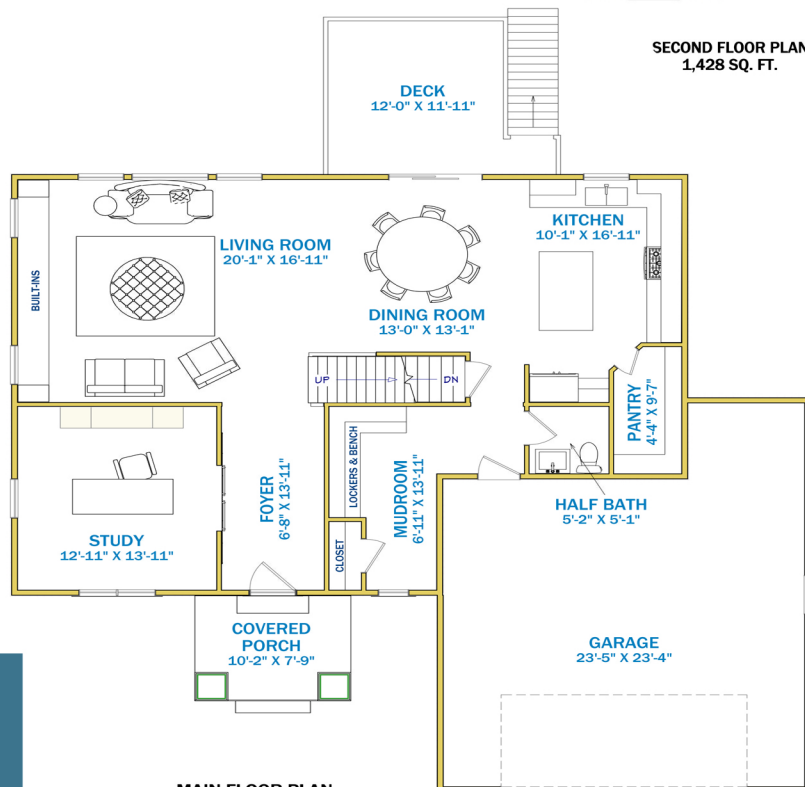 SECOND FLOOR PLAN
1,428 SQ. FT.
DECK
12'-0" X 11'-11"
KITCHEN
10'-1" X 16'-11"
LIVING ROOM
20'-1" X 16'-11"
BUILT-INS
DINING ROOM
13'-0" X 13'-1"
UP
DN
PANTRY
4'-4" X 9'-7"
LOCKERS & BENCH
FOYER
6'-8" X 13'-11"
MUDROOM
6'-11" X 13'-11"
HALF BATH
5'-2" X 5'-1"
STUDY
12'-11" X 13'-11"
CLOSET
COVERED
PORCH
10'-2" X 7'-9"
GARAGE
23'-5" X 23'-4"
MAIN FLOOR PLAN